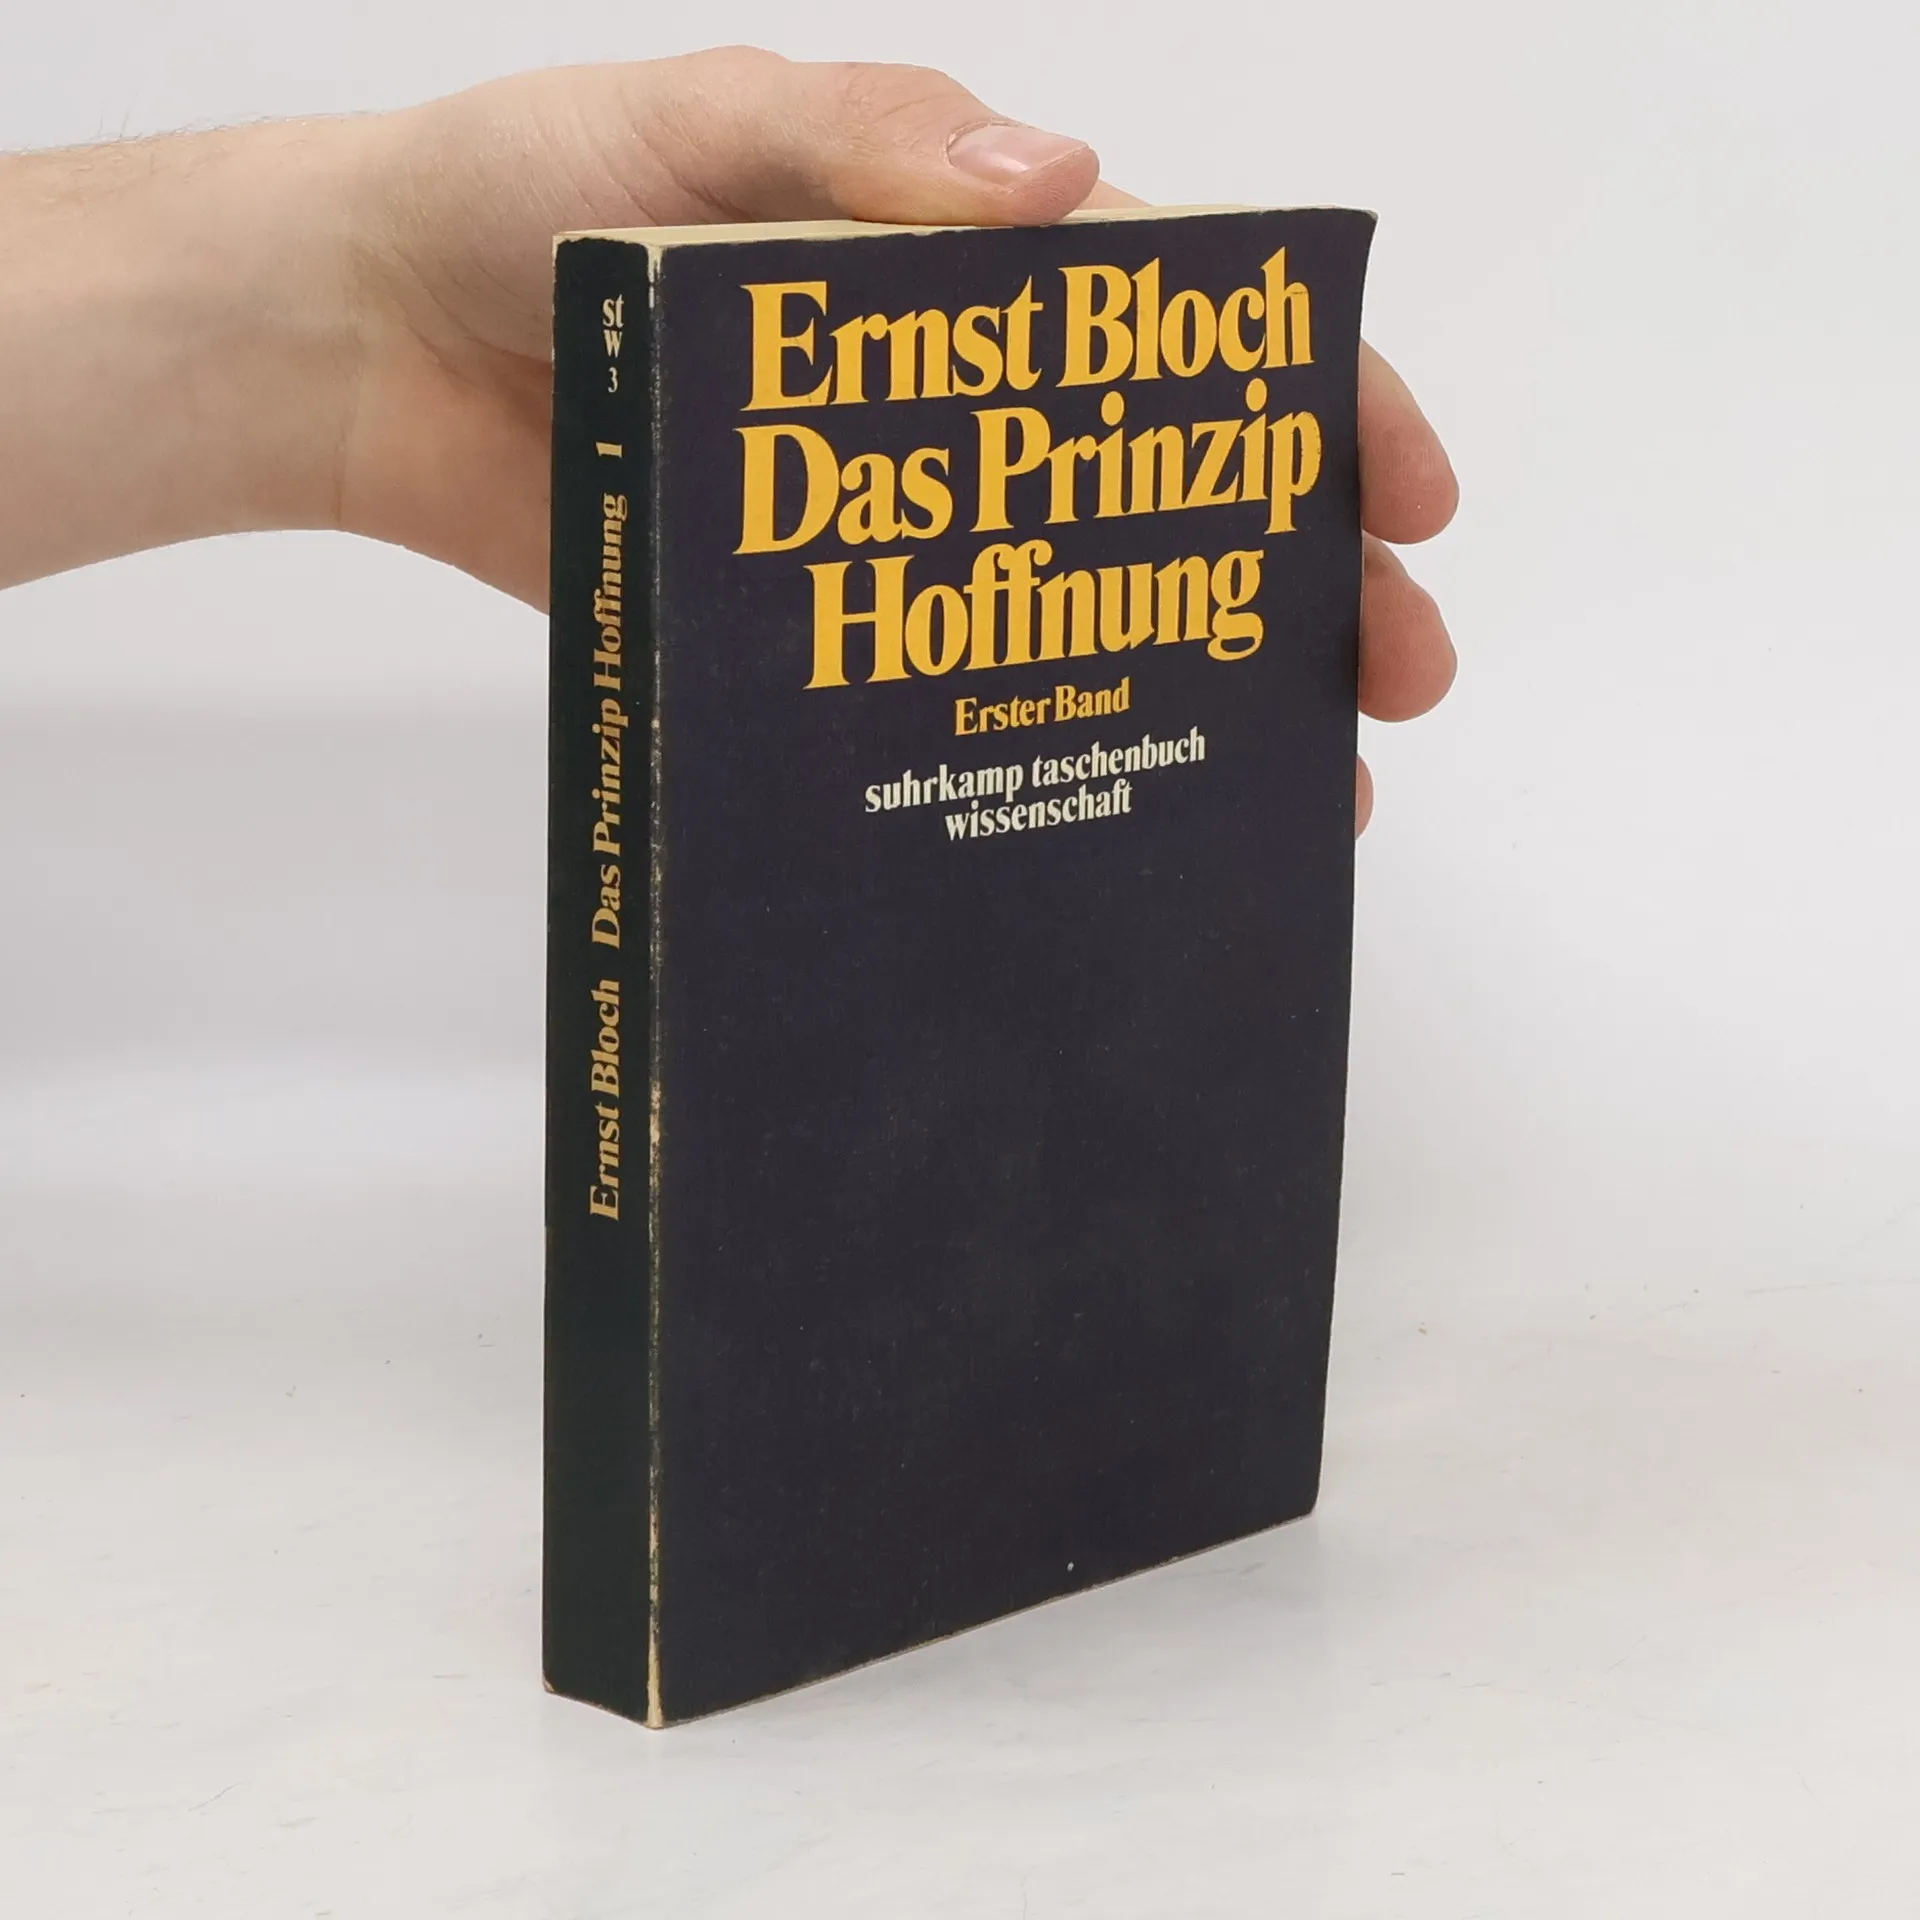 Ernst Bloch
Das Prinzip
Hoffnung
Erster Band
suhrkamp taschenbuch
wissenschaft
st
w
3
Ernst Bloch Das Prinzip Hoffnung 1